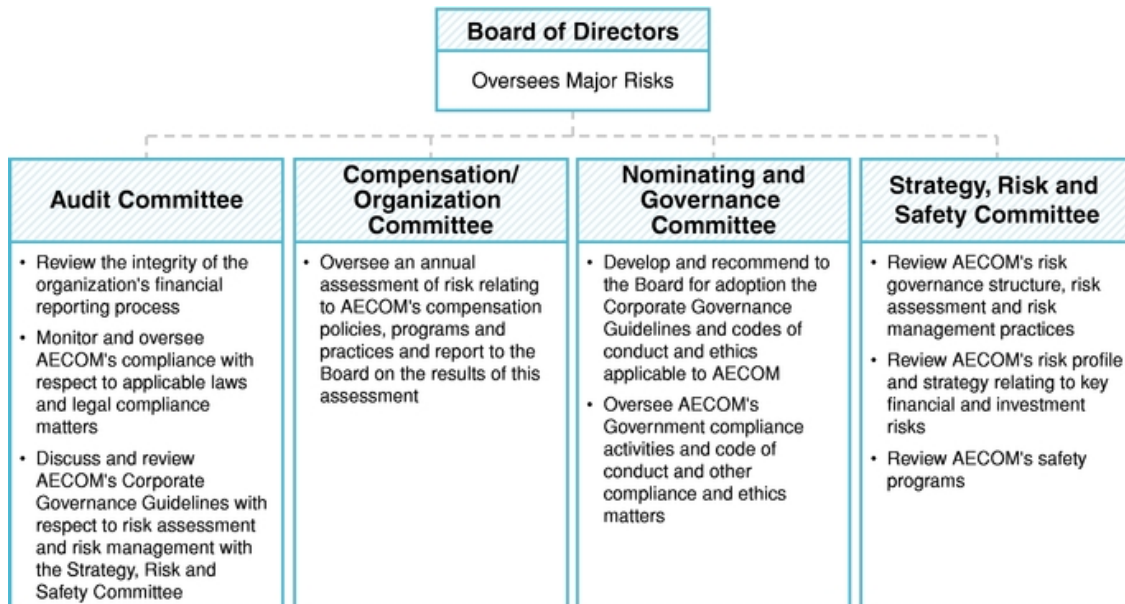 Board of Directors
Oversees Major Risks
Audit Committee
• Review the integrity of the
organization's financial
reporting process
• Monitor and oversee
AECOM's compliance with
respect to applicable laws
and legal compliance
matters
• Discuss and review
AECOM's Corporate
Governance Guidelines with
respect to risk assessment
and risk management with
the Strategy, Risk and
Safety Committee
Compensation/
Organization
Committee
• Oversee an annual
assessment of risk relating
to AECOM's compensation
policies, programs and
practices and report to the
Board on the results of this
assessment
Nominating and
Governance
Committee
• Develop and recommend to
the Board for adoption the
Corporate Governance
Guidelines and codes of
conduct and ethics
applicable to AECOM
• Oversee AECOM's
Government compliance
activities and code of
conduct and other
compliance and ethics
matters
Strategy, Risk and
Safety Committee
• Review AECOM's risk
governance structure, risk
assessment and risk
management practices
• Review AECOM's risk profile
and strategy relating to key
financial and investment
risks
• Review AECOM's safety
programs